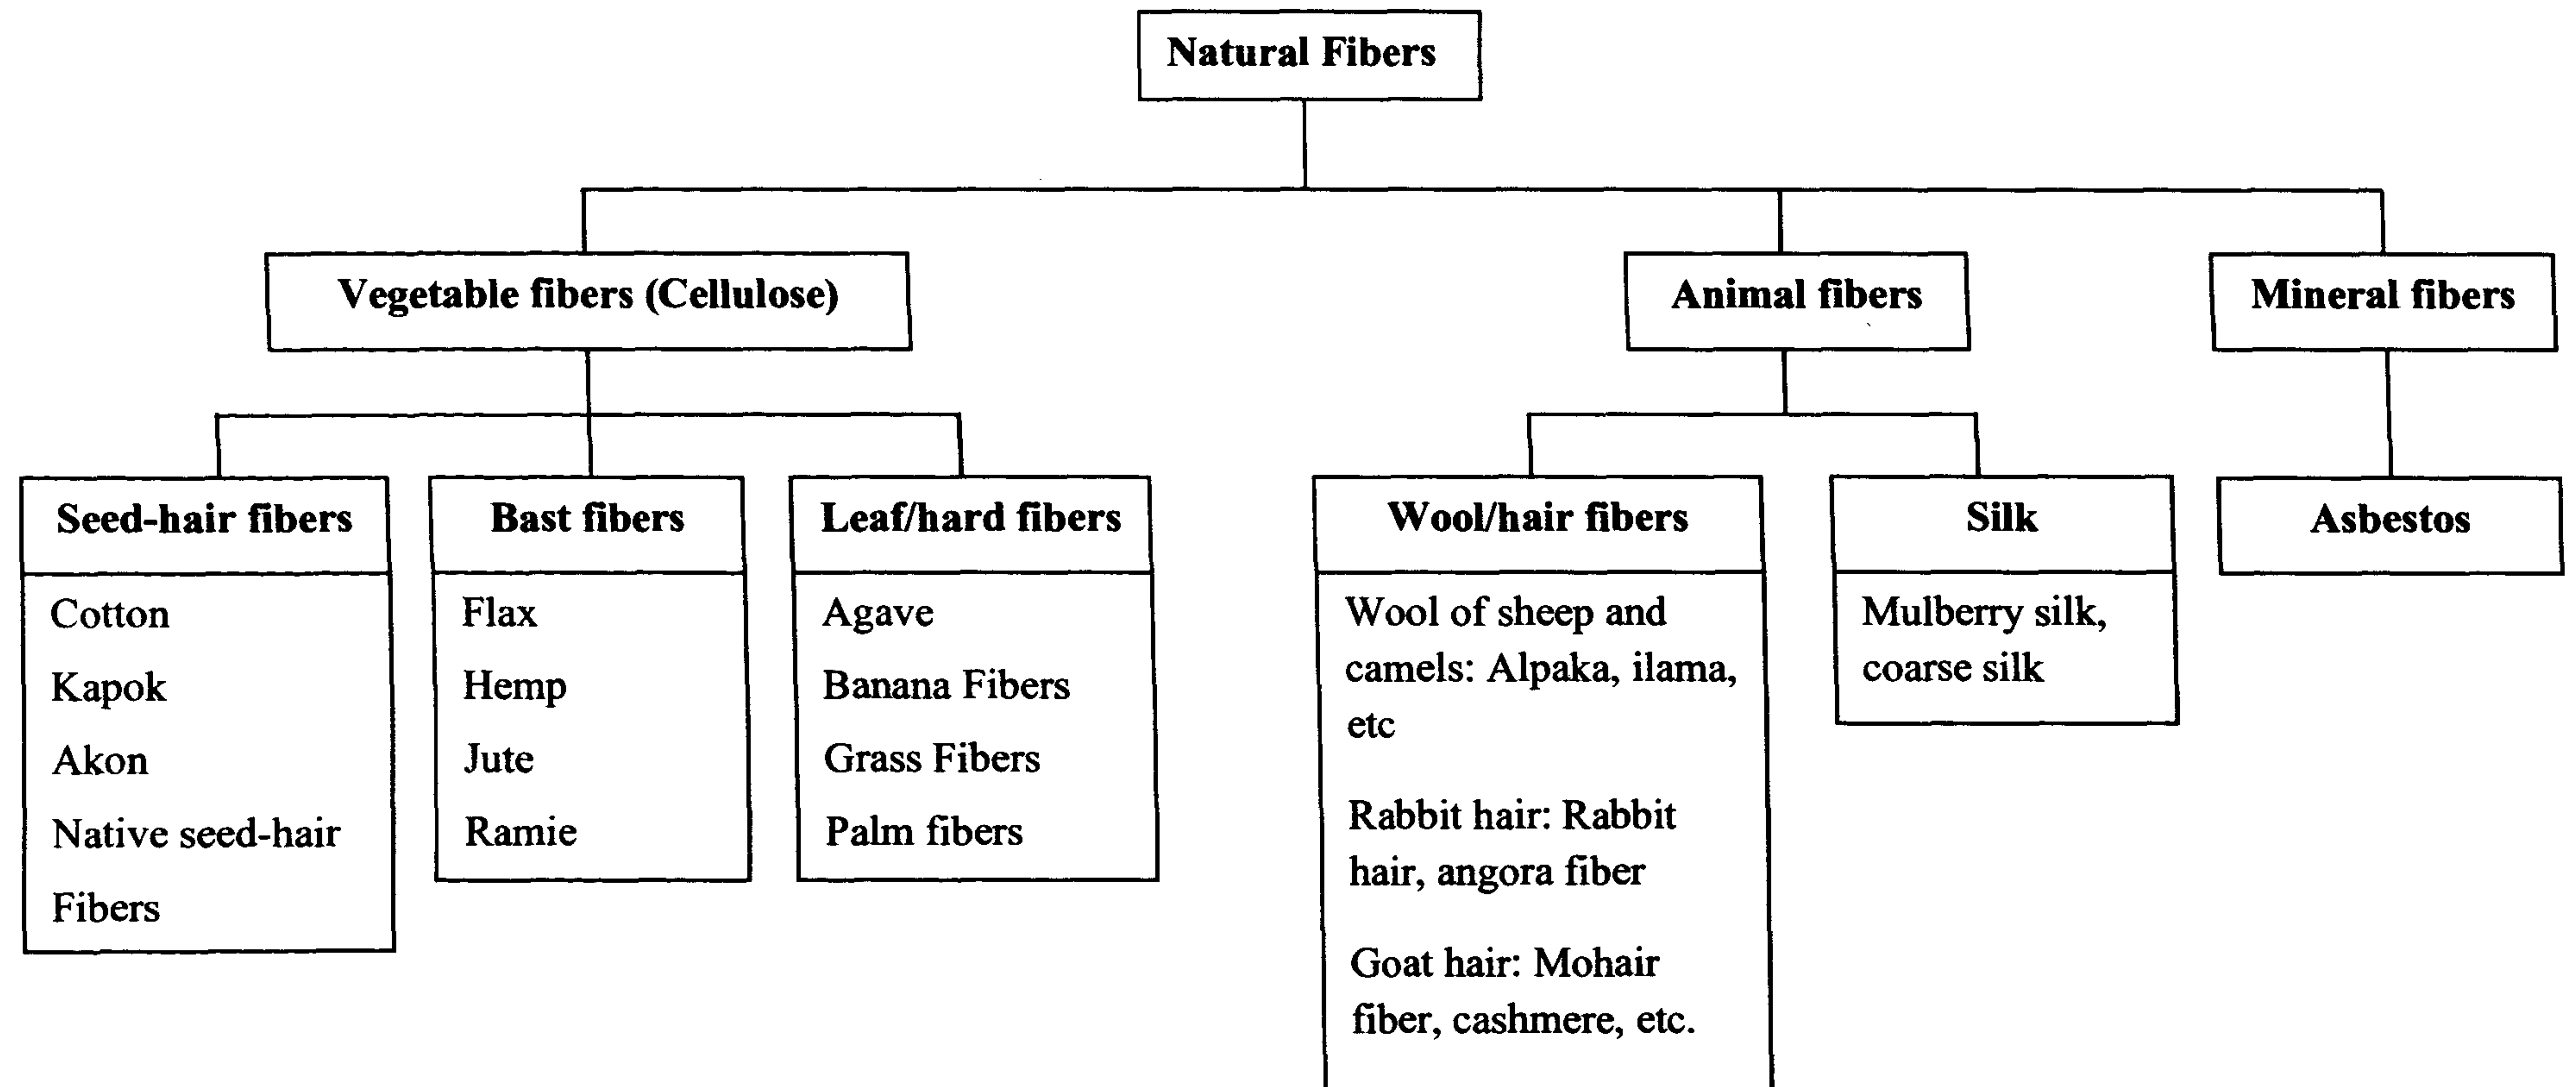 Natural Fibers
Vegetable fibers (Cellulose)
Animal fibers
Mineral fibers
Seed-hair fibers
Cotton
Kapok
Akon
Native seed-hair
Fibers
Bast fibers
Flax
Hemp
Jute
Ramie
Leaf/hard fibers
Agave
Banana Fibers
Grass Fibers
Palm fibers
Wool/hair fibers
Wool of sheep and
camels: Alpaka, ilama,
etc
Rabbit hair: Rabbit
hair, angora fiber
Goat hair: Mohair
fiber, cashmere, etc.
Silk
Mulberry silk,
coarse silk
Asbestos